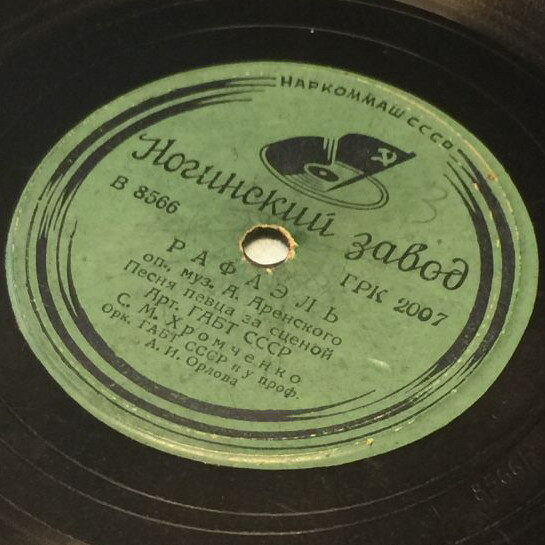 НАРКОММАШ СССР
Ногинский завод
В 8566
ГРК 2007
РАФАЭЛЬ
оп., муз. А. Аренского
Песня певца за сценой
Арт. ГАБТ СССР
С. М. Хромченко
Орк. ГАБТ СССР п/у проф.
А. И. Орлова
3